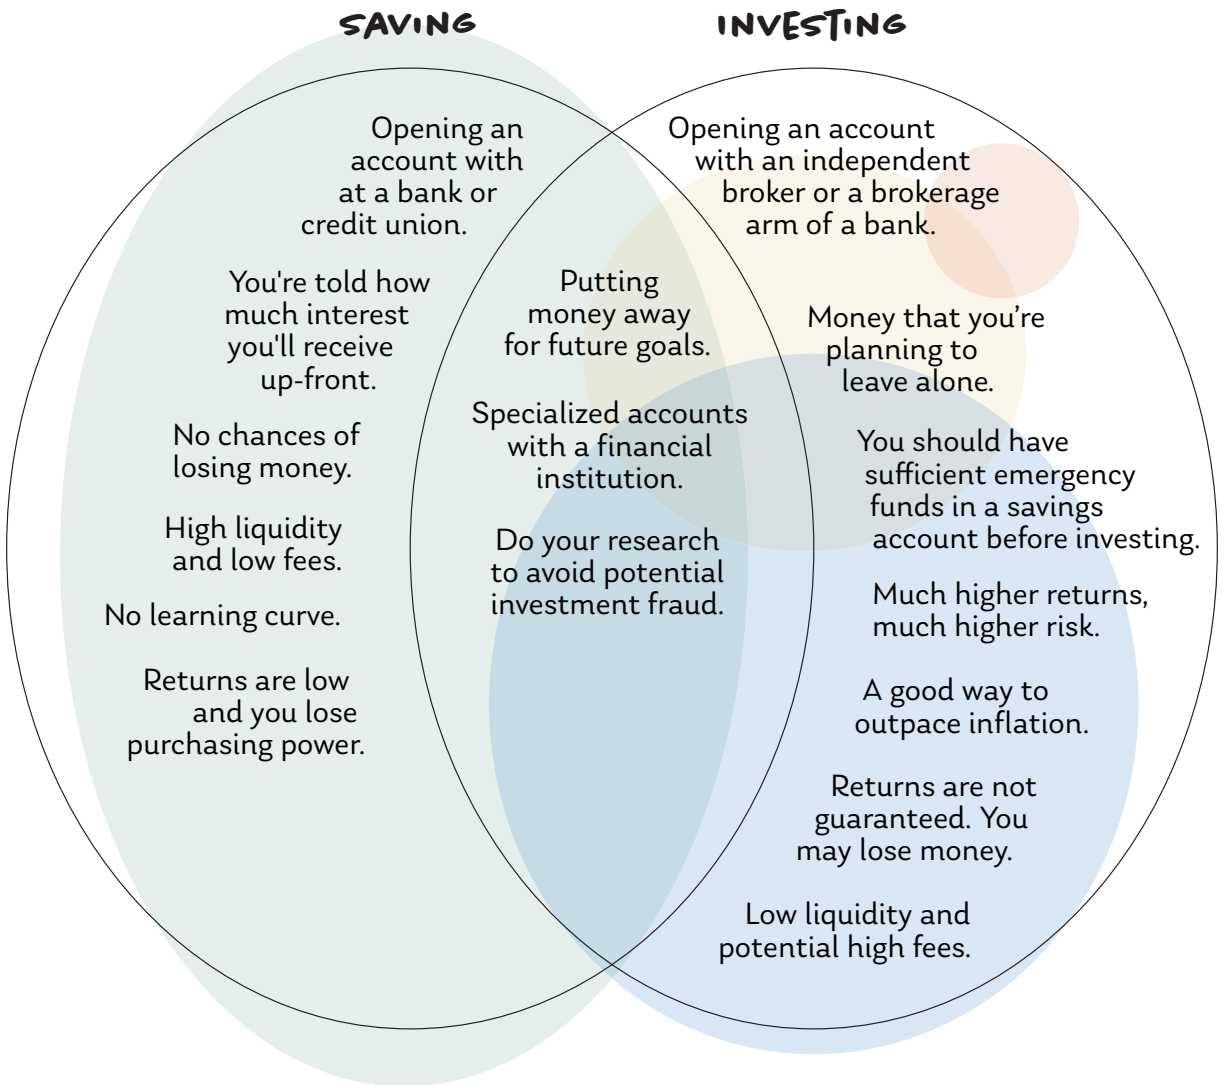 SAVING
INVESTING
Opening an
account with
at a bank or
credit union.
You're told how
much interest
you'll receive
up-front.
No chances of
losing money.
High liquidity
and low fees.
No learning curve.
Returns are low
and you lose
purchasing power.
Putting
money away
for future goals.
Specialized accounts
with a financial
institution.
Do your research
to avoid potential
investment fraud.
Opening an account
with an independent
broker or a brokerage
arm of a bank.
Money that you’re
planning to
leave alone.
You should have
sufficient emergency
funds in a savings
account before investing.
Much higher returns,
much higher risk.
A good way to
outpace inflation.
Returns are not
guaranteed. You
may lose money.
Low liquidity and
potential high fees.